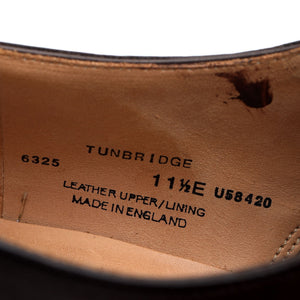 TUNBRIDGE
6325 11½E U58420
LEATHER UPPER/LINING
MADE IN ENGLAND